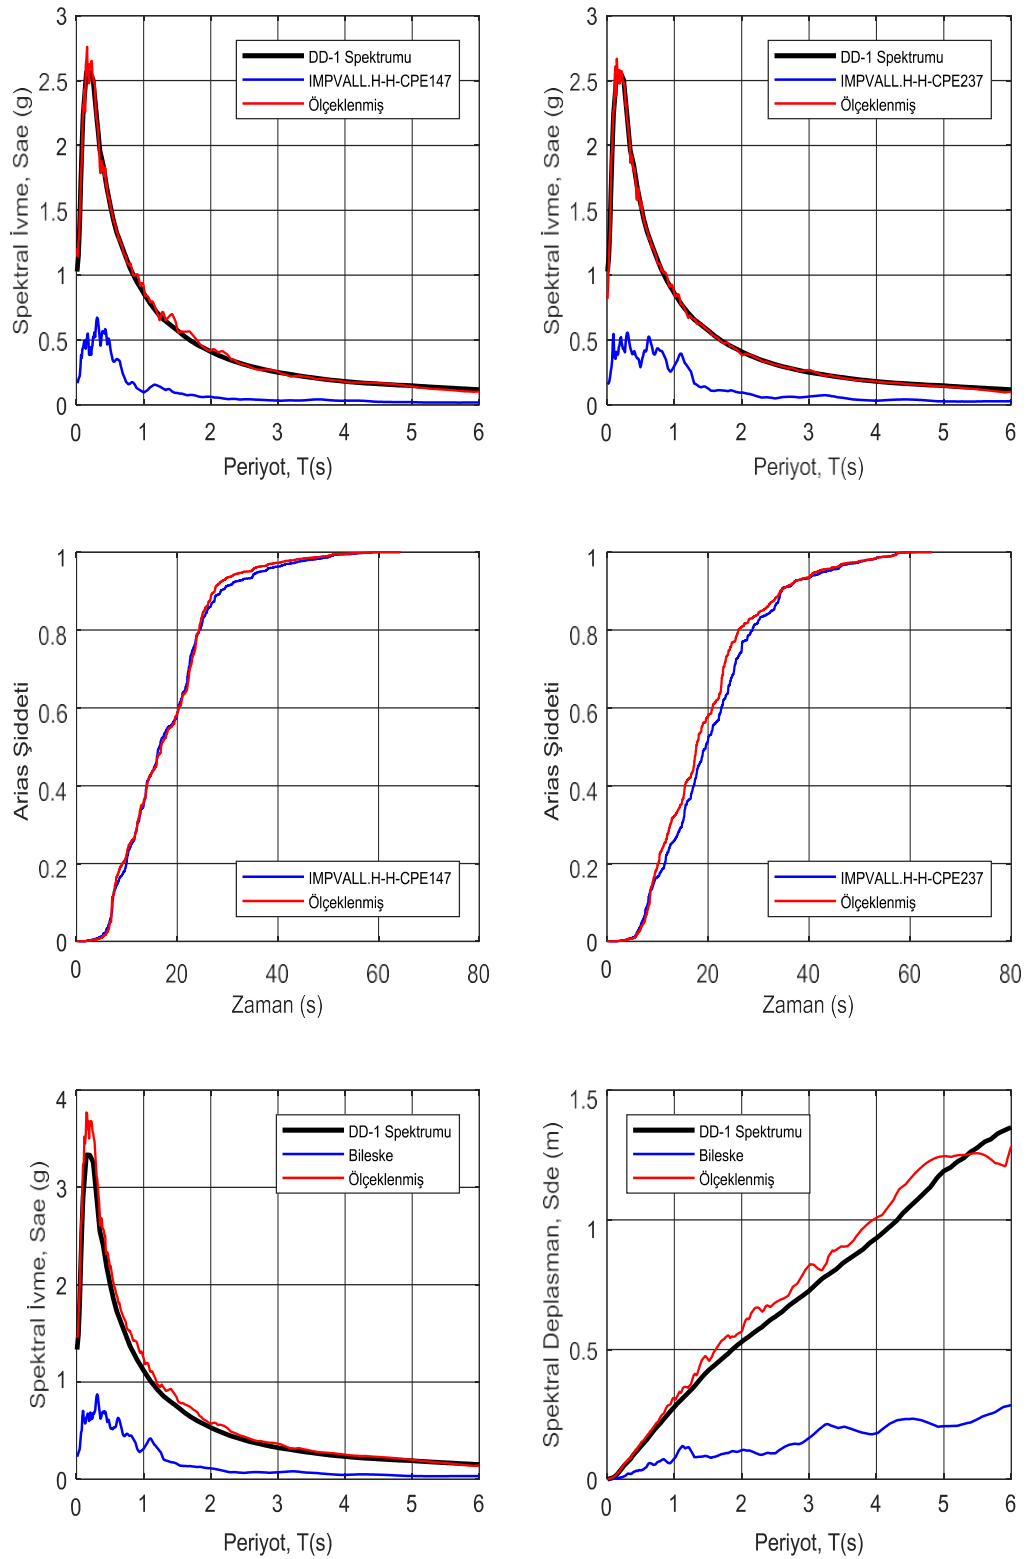 3
2.5
2
1.5
1
0.5
0
0
1
2
3
4
5
6
Spektral İvme, Sae (g)
Periyot, T(s)
DD-1 Spektrumu
IMPVALL.H-H-CPE147
Ölçeklenmiş
3
2.5
2
1.5
1
0.5
0
0
1
2
3
4
5
6
Spektral İvme, Sae (g)
Periyot, T(s)
DD-1 Spektrumu
IMPVALL.H-H-CPE237
Ölçeklenmiş
1
0.8
0.6
0.4
0.2
0
0
20
40
60
80
Arias Şiddeti
Zaman (s)
IMPVALL.H-H-CPE147
Ölçeklenmiş
1
0.8
0.6
0.4
0.2
0
0
20
40
60
80
Arias Şiddeti
Zaman (s)
IMPVALL.H-H-CPE237
Ölçeklenmiş
4
3
2
1
0
0
1
2
3
4
5
6
Spektral İvme, Sae (g)
Periyot, T(s)
DD-1 Spektrumu
Bileske
Ölçeklenmiş
1.5
1
0.5
0
0
1
2
3
4
5
6
Spektral Deplasman, Sde (m)
Periyot, T(s)
DD-1 Spektrumu
Bileske
Ölçeklenmiş